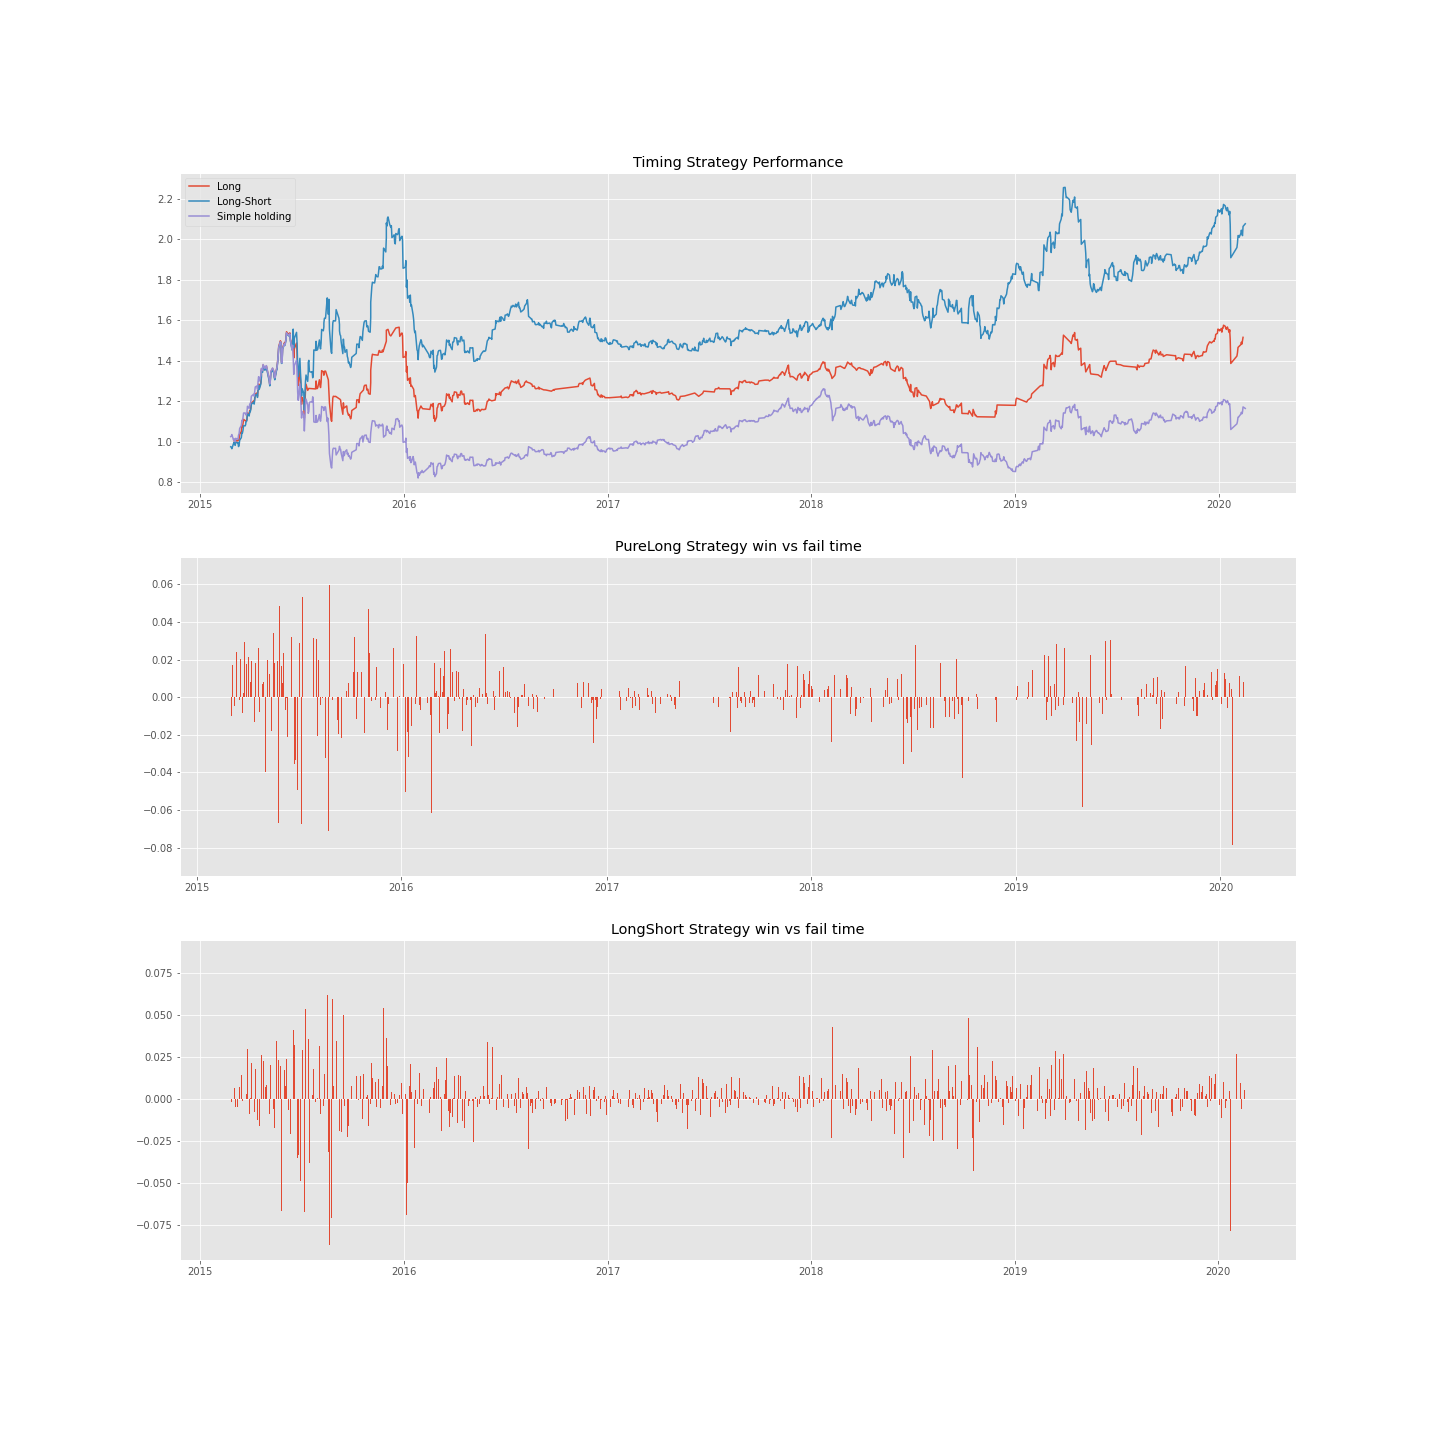 Timing Strategy Performance
Long
Long-Short
Simple holding
2.2
2.0
1.8
1.6
1.4
1.2
1.0
0.8
2015 2016 2017 2018 2019 2020
PureLong Strategy win vs fail time
0.06
0.04
0.02
0.00
−0.02
−0.04
−0.06
−0.08
2015 2016 2017 2018 2019 2020
LongShort Strategy win vs fail time
0.075
0.050
0.025
0.000
−0.025
−0.050
−0.075
2015 2016 2017 2018 2019 2020